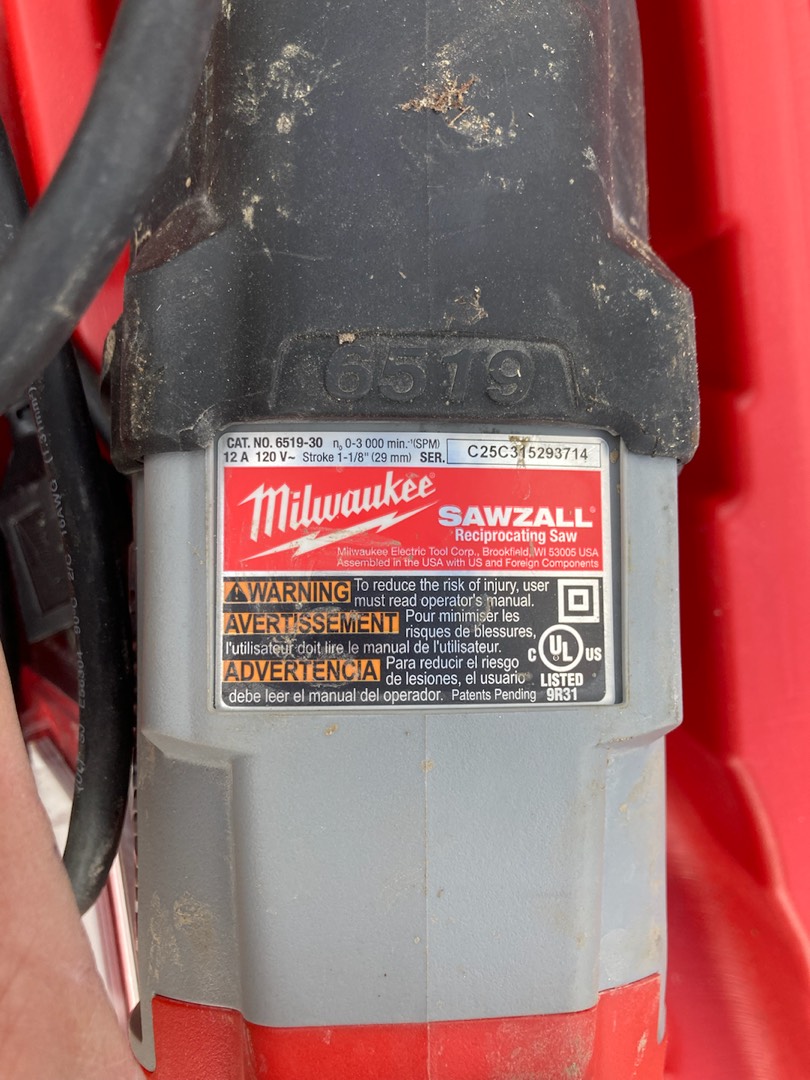 6519
CAT. NO. 6519-30 n₀ 0-3 000 min.⁻¹(SPM)
12 A 120 V~ Stroke 1-1/8" (29 mm) SER. C25C315293714
Milwaukee
SAWZALL
Reciprocating Saw
Milwaukee Electric Tool Corp., Brookfield, WI 53005 USA
Assembled in the USA with US and Foreign Components
WARNING To reduce the risk of injury, user
must read operator's manual.
AVERTISSEMENT Pour minimiser les
risques de blessures,
l'utilisateur doit lire le manual de l'utilisateur.
ADVERTENCIA Para reducir el riesgo
de lesiones, el usuario
debe leer el manual del operador. Patents Pending
C UL US
LISTED
9R31